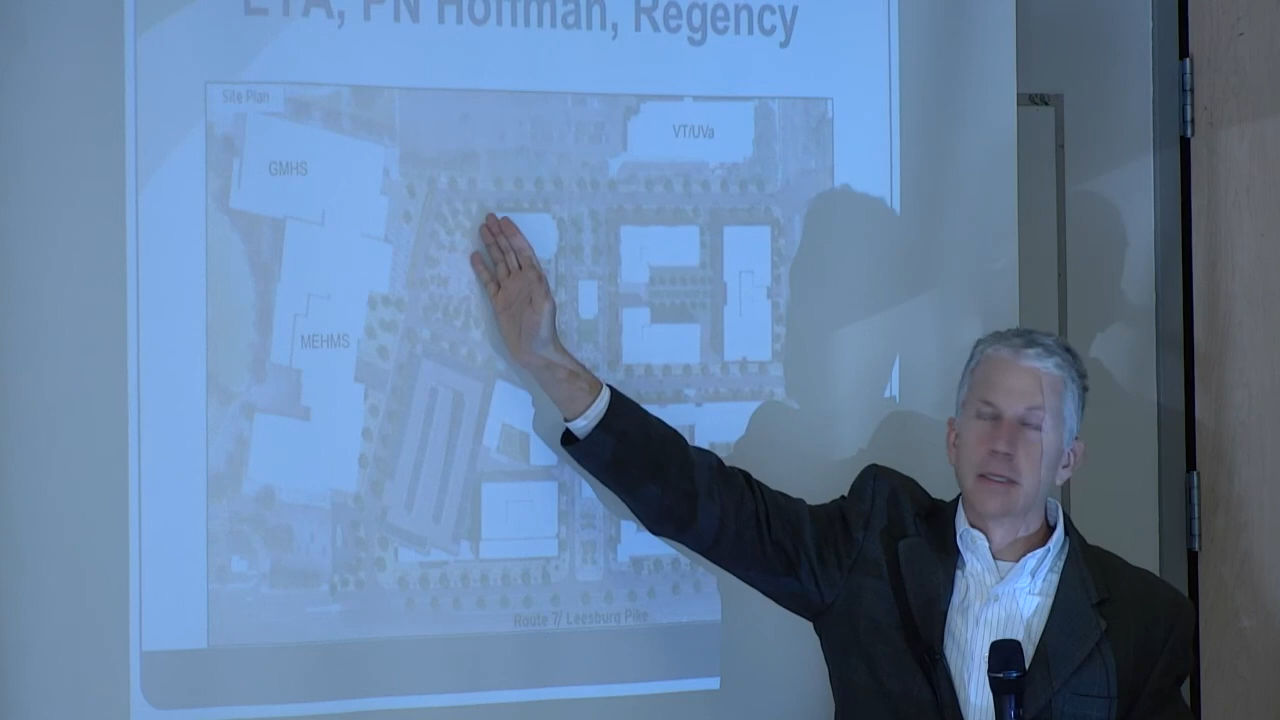 EYA, PN Hoffman, Regency
Site Plan
VT/UVa
GMHS
MEHMS
Route 7/ Leesburg Pike